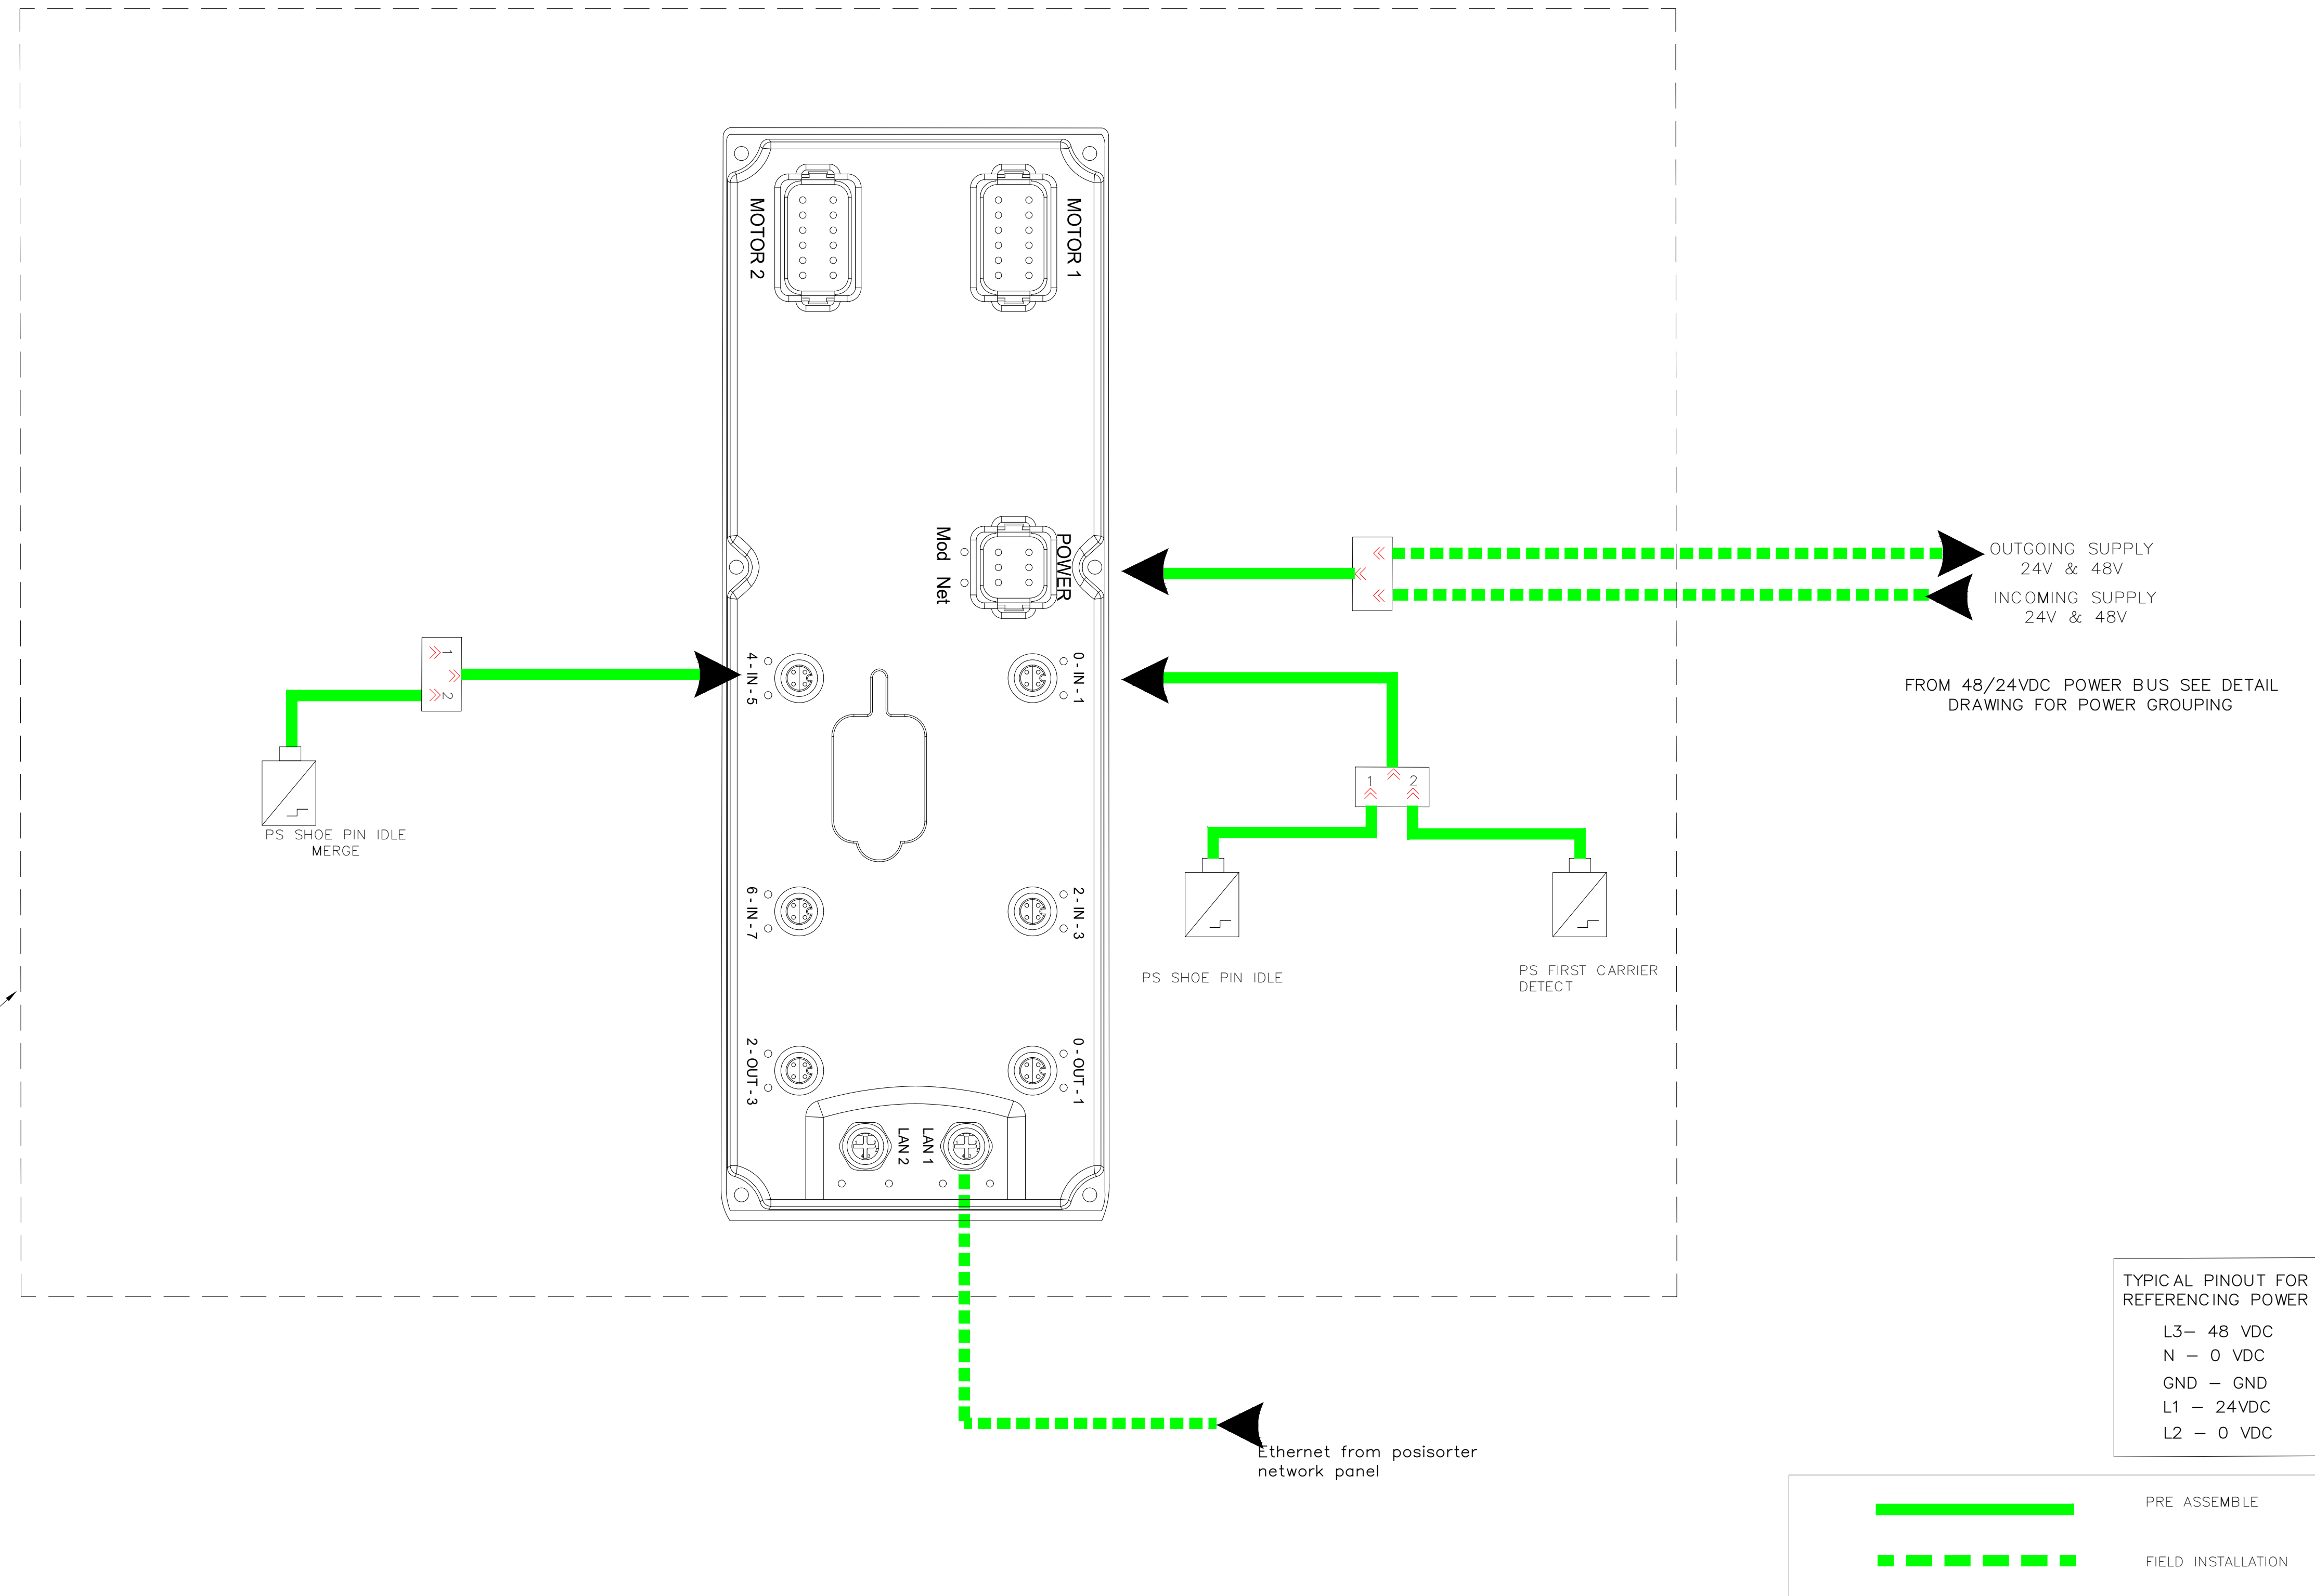 MOTOR 2
MOTOR 1
Mod Net
POWER
OUTGOING SUPPLY
24V & 48V
INCOMING SUPPLY
24V & 48V
4 - IN - 5
0 - IN - 1
1
2
FROM 48/24VDC POWER BUS SEE DETAIL
DRAWING FOR POWER GROUPING
1 2
PS SHOE PIN IDLE
MERGE
6 - IN - 7
2 - IN - 3
PS SHOE PIN IDLE
PS FIRST CARRIER
DETECT
2 - OUT - 3
0 - OUT - 1
LAN 2
LAN 1
Ethernet from posisorter
network panel
TYPICAL PINOUT FOR
REFERENCING POWER
L3- 48 VDC
N - 0 VDC
GND - GND
L1 - 24VDC
L2 - 0 VDC
PRE ASSEMBLE
FIELD INSTALLATION